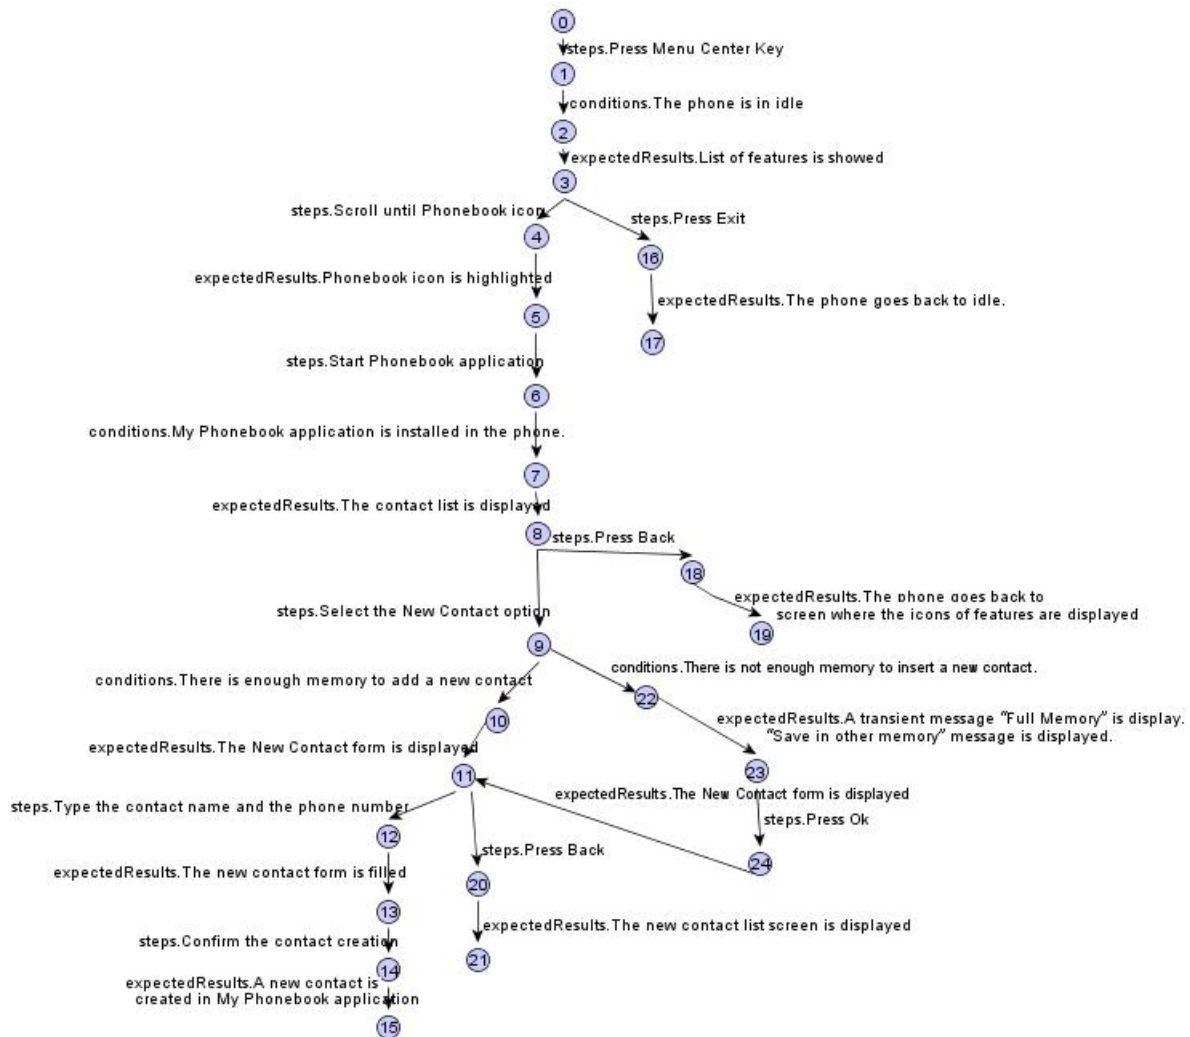 0
steps.Press Menu Center Key
1
conditions.The phone is in idle
2
expectedResults.List of features is showed
3
steps.Scroll until Phonebook icon
steps.Press Exit
4
16
expectedResults.Phonebook icon is highlighted
expectedResults.The phone goes back to idle.
5
17
steps.Start Phonebook application
6
conditions.My Phonebook application is installed in the phone.
7
expectedResults.The contact list is displayed
8
steps.Press Back
18
expectedResults.The phone goes back to
screen where the icons of features are displayed
steps.Select the New Contact option
19
9
conditions.There is not enough memory to insert a new contact.
conditions.There is enough memory to add a new contact
22
10
expectedResults.A transient message “Full Memory” is display.
“Save in other memory” message is displayed.
expectedResults.The New Contact form is displayed
11
23
expectedResults.The New Contact form is displayed
steps.Type the contact name and the phone number
steps.Press Ok
12
steps.Press Back
24
expectedResults.The new contact form is filled
20
13
expectedResults.The new contact list screen is displayed
steps.Confirm the contact creation
21
14
expectedResults.A new contact is
created in My Phonebook application
15